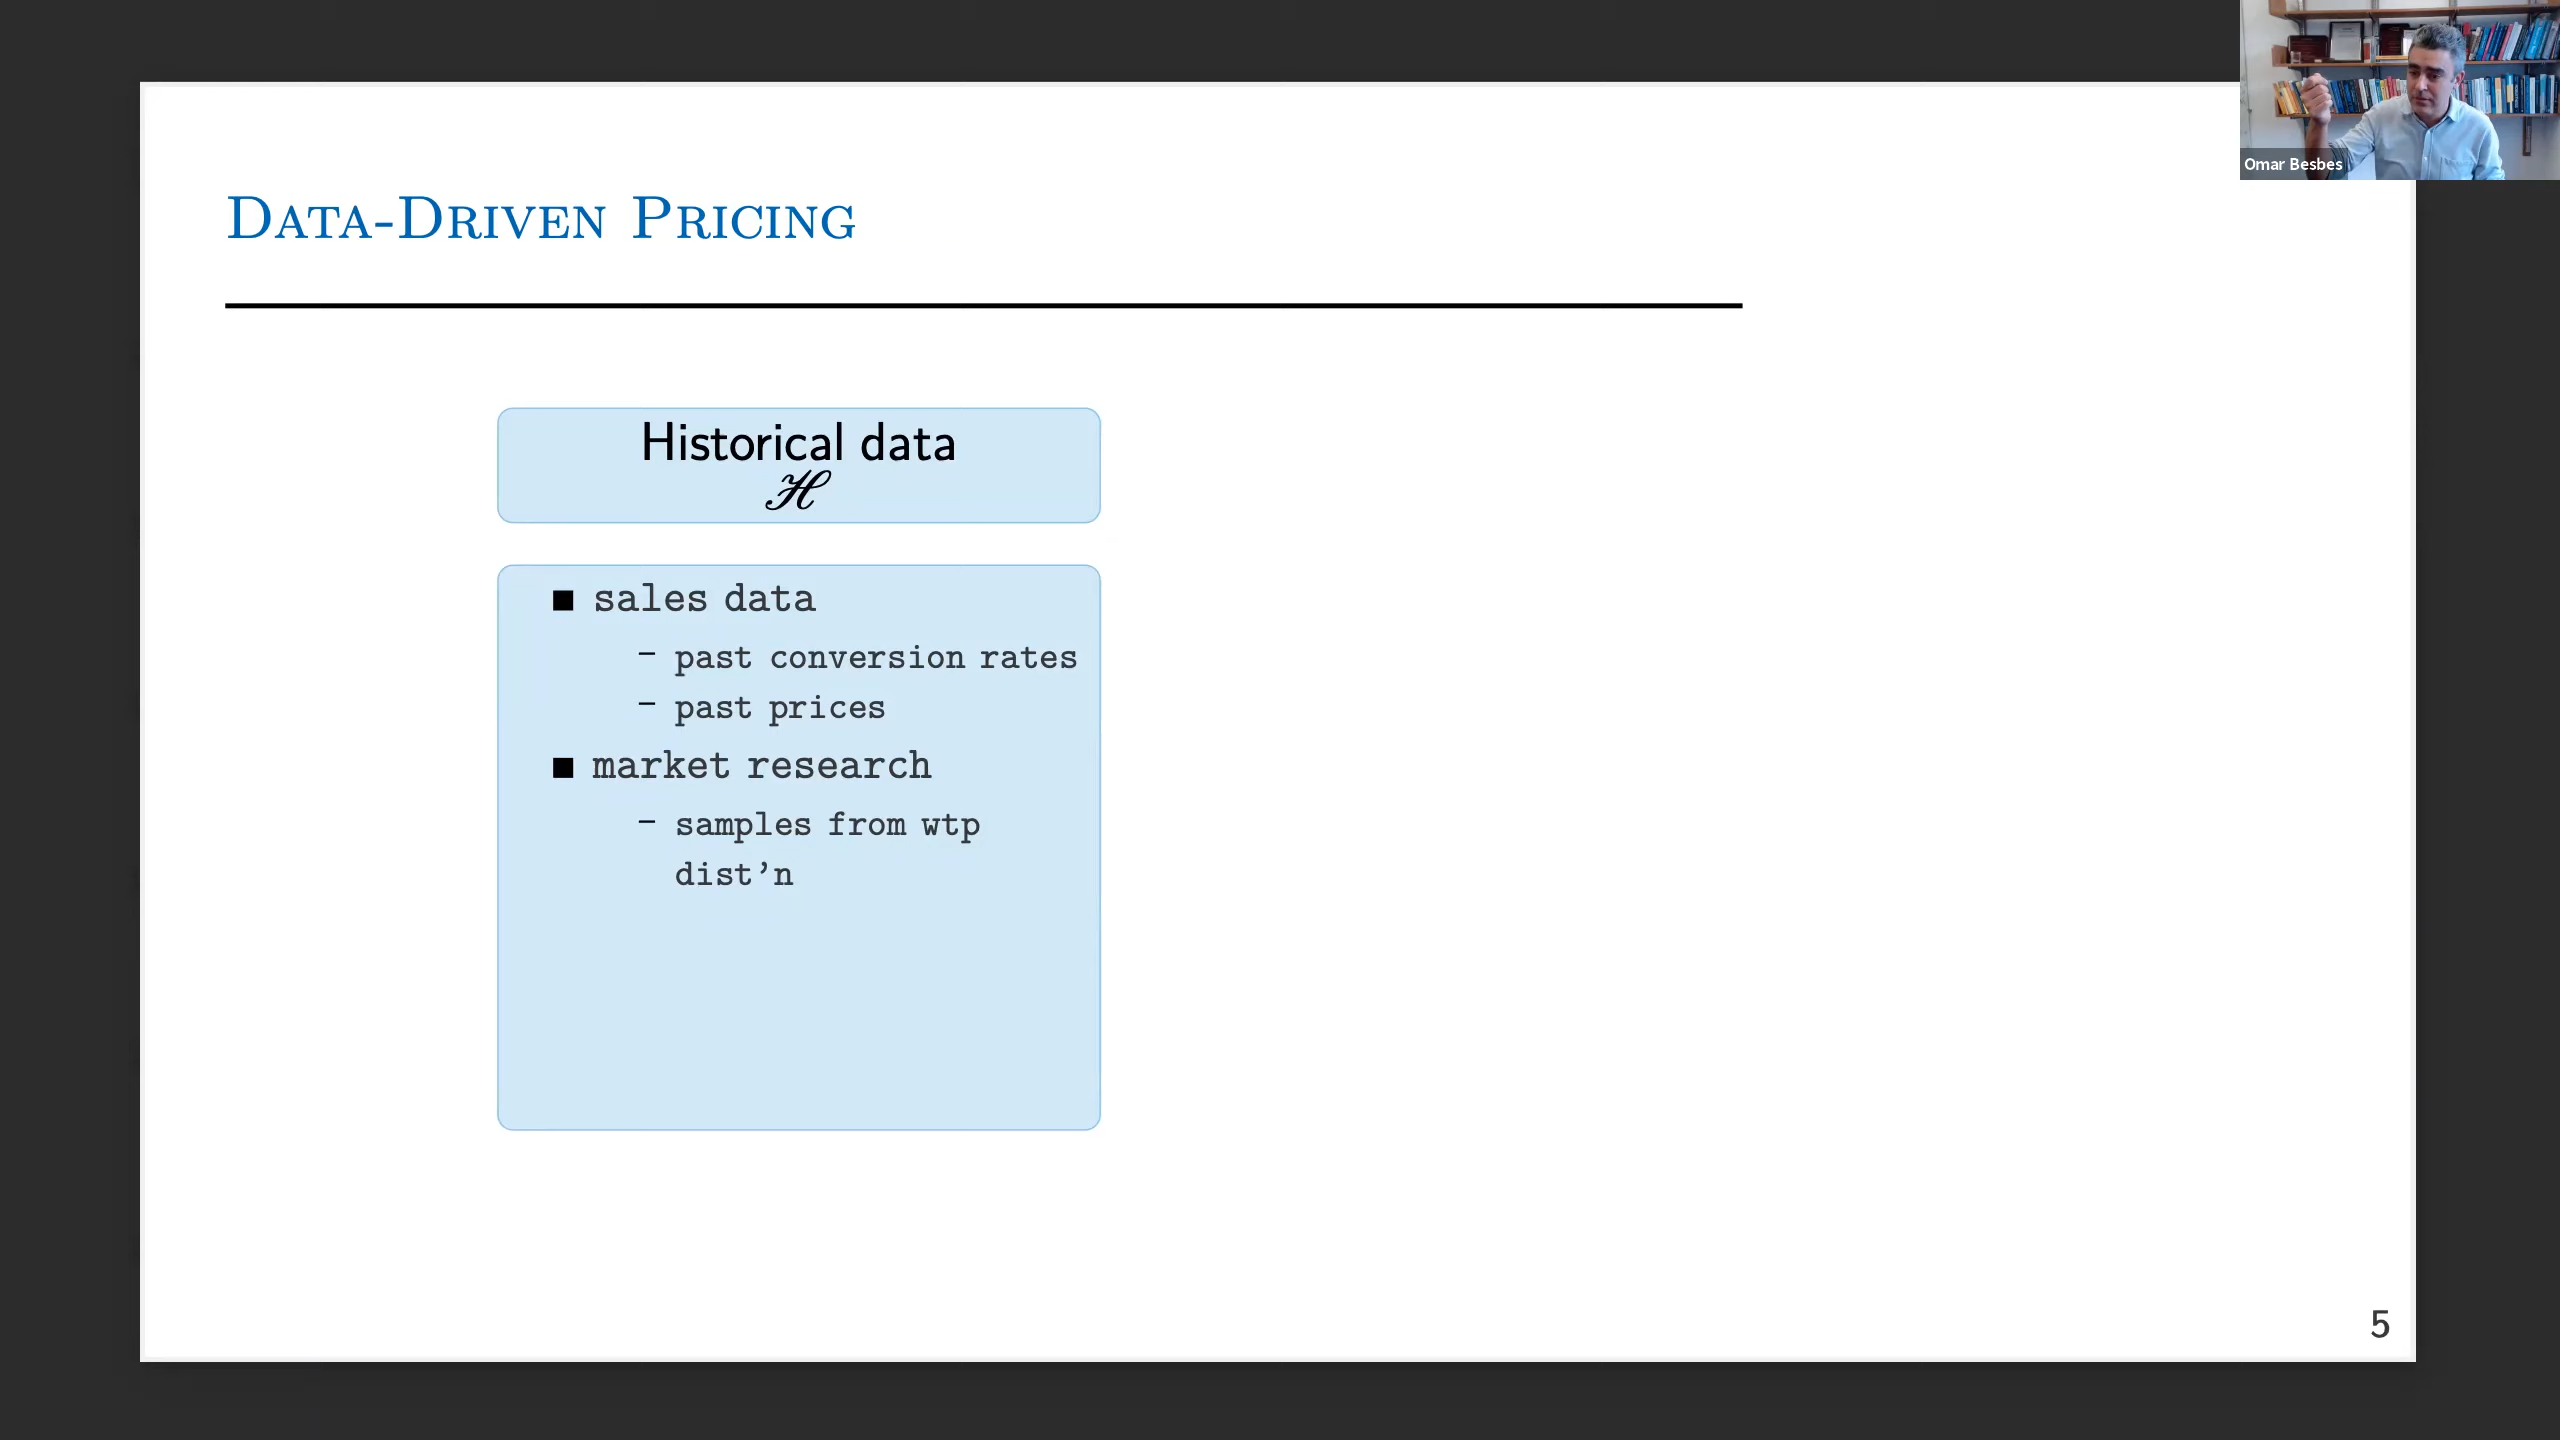 Omar Besbes
Data-Driven Pricing
Historical data
ℋ
■ sales data
– past conversion rates
– past prices
■ market research
– samples from wtp
dist’n
5